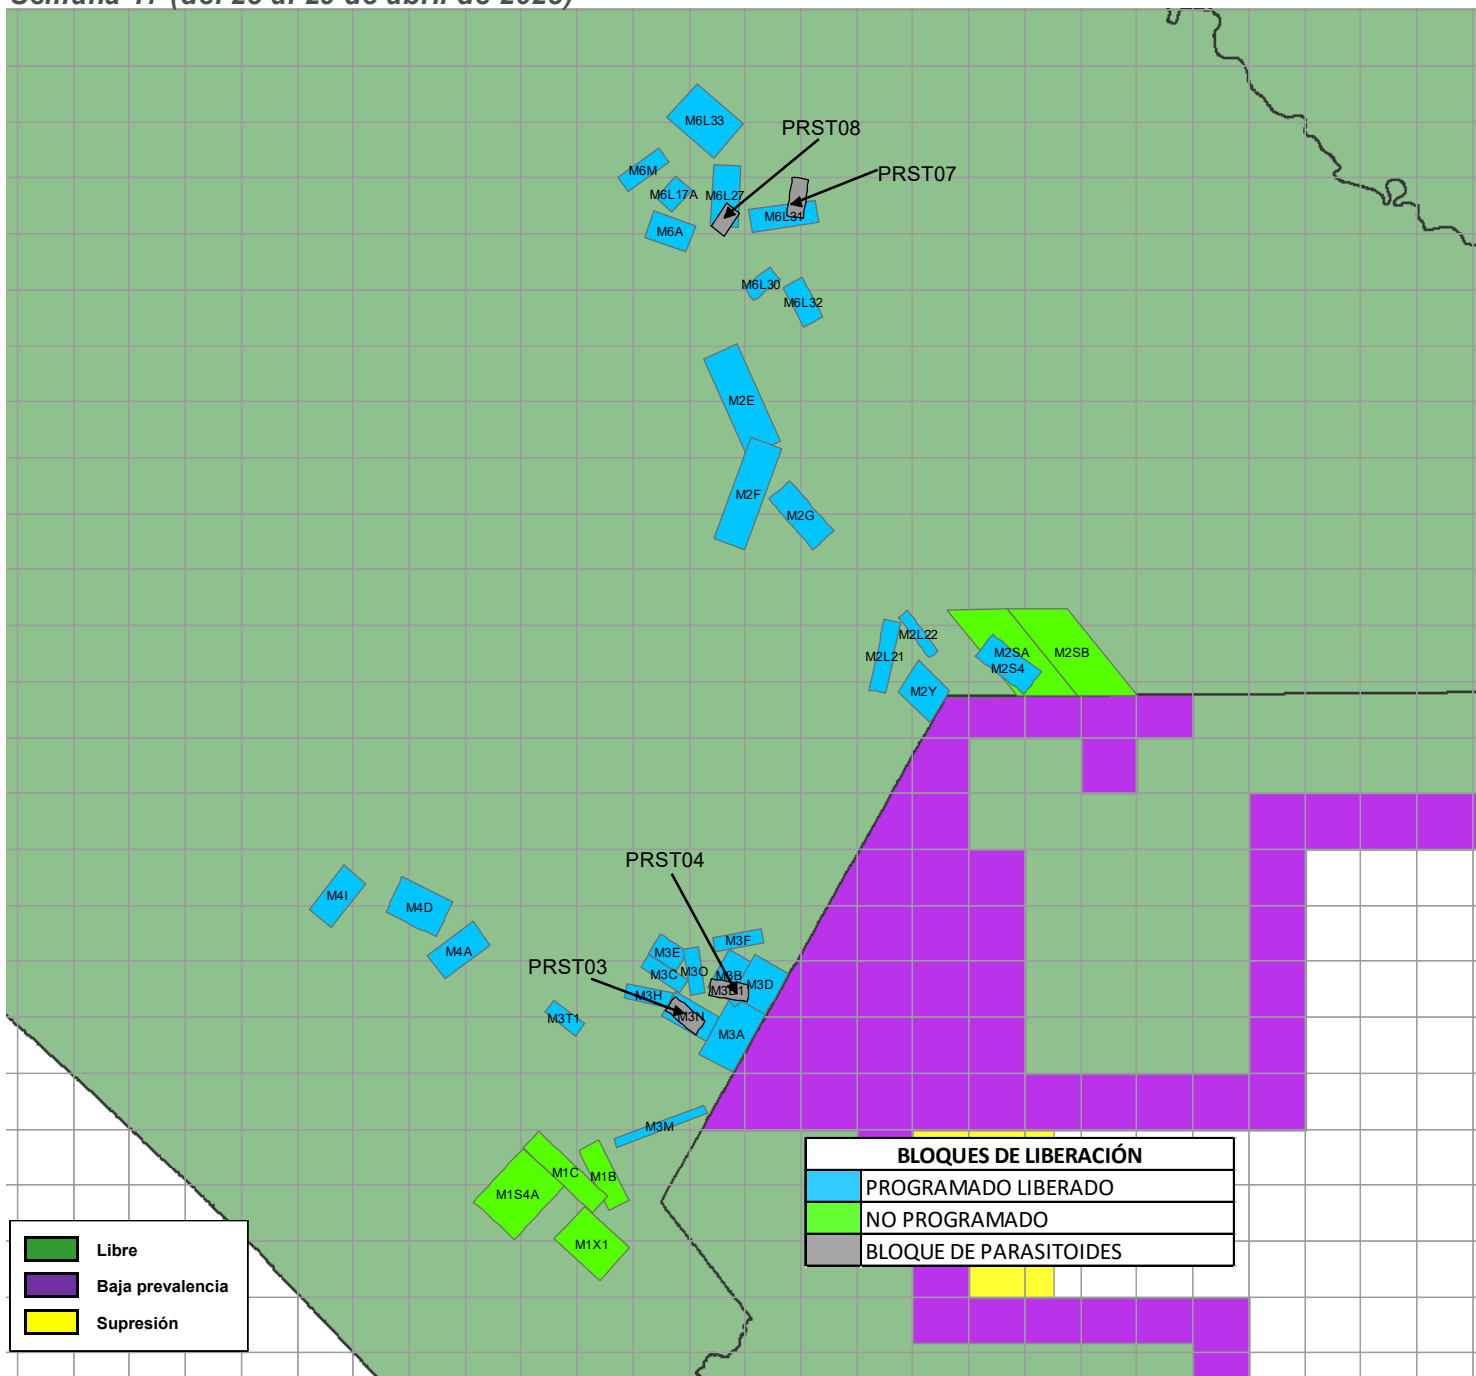 M6L33
PRST08
M6M
PRST07
M6L17A
M6L27
M6L31
M6A
M6L30
M6L32
M2E
M2F
M2G
M2L22
M2L21
M2SA
M2SB
M2S4
M2Y
PRST04
M4I
M4D
M4A
M3F
M3E
PRST03
M3C
M3O
M3B
M3D
M3H
M3T1
M3N
M3A
M3M
M1C
M1B
M1S4A
M1X1
BLOQUES DE LIBERACIÓN
PROGRAMADO LIBERADO
NO PROGRAMADO
BLOQUE DE PARASITOIDES
Libre
Baja prevalencia
Supresión